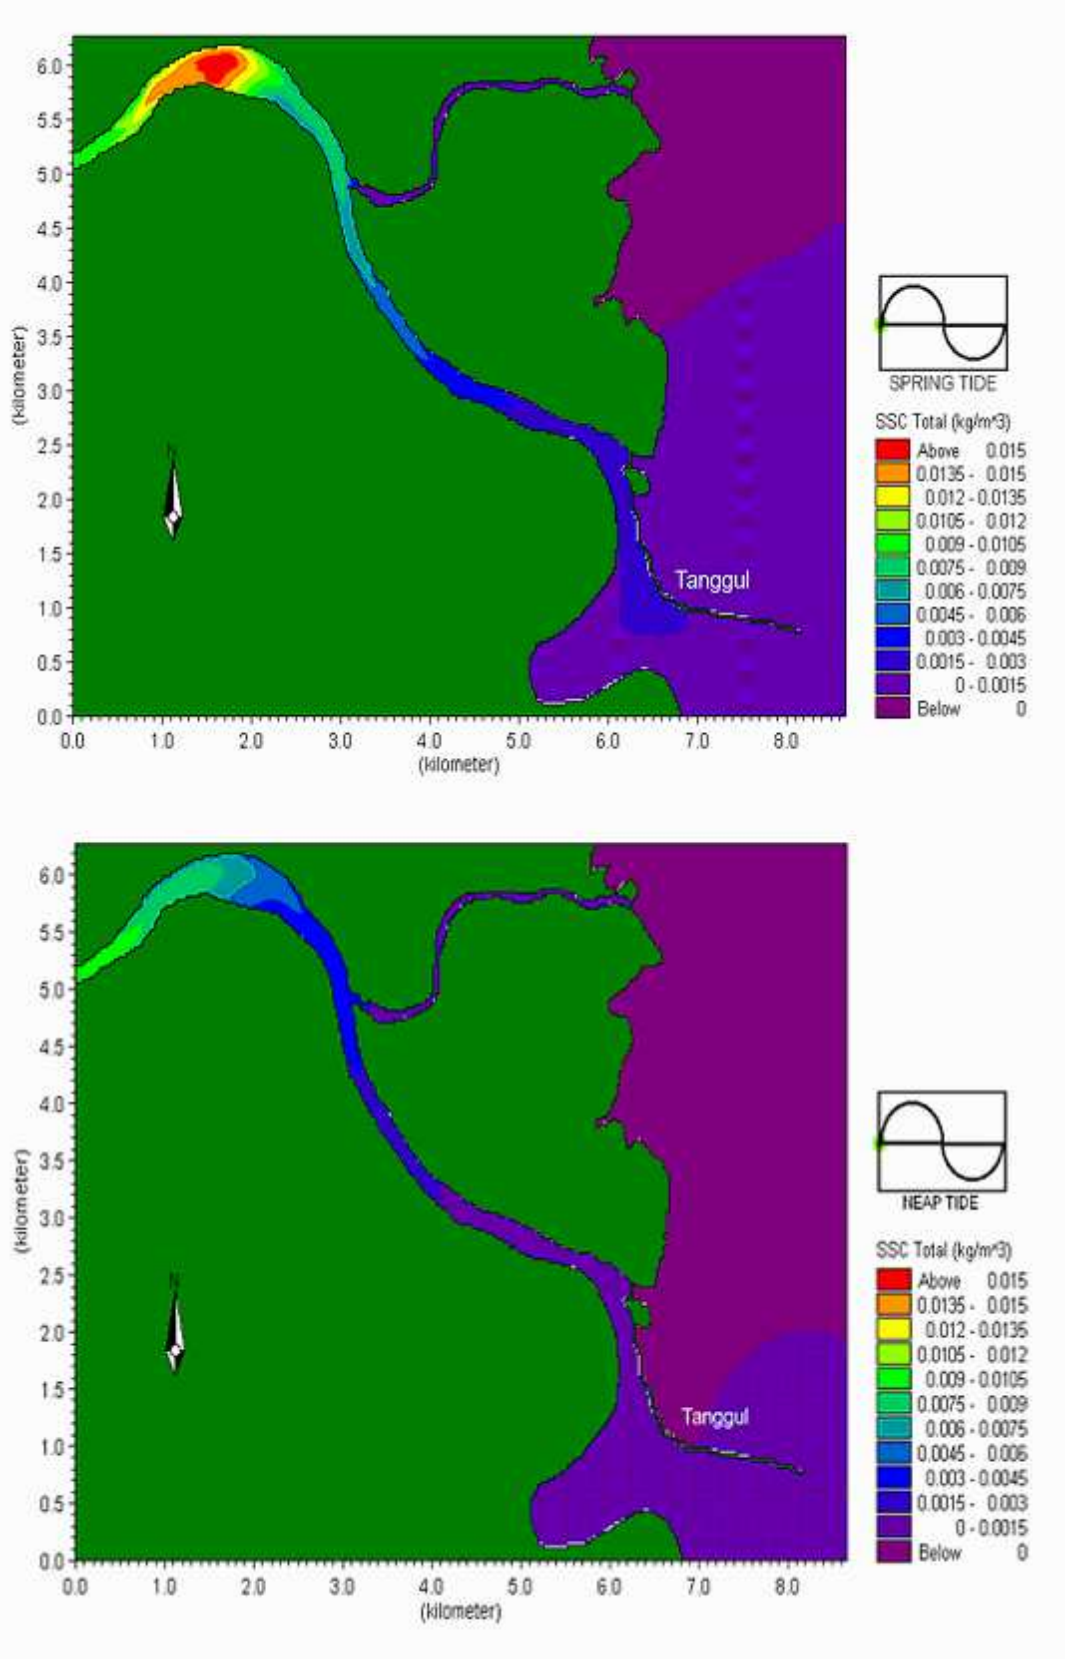 6.0
5.5
5.0
4.5
4.0
3.5
3.0
2.5
2.0
1.5
1.0
0.5
0.0
(kilometer)
N
Tanggul
0.0 1.0 2.0 3.0 4.0 5.0 6.0 7.0 8.0
(kilometer)
SPRING TIDE
SSC Total (kg/m^3)
Above 0.015
0.0135 - 0.015
0.012 - 0.0135
0.0105 - 0.012
0.009 - 0.0105
0.0075 - 0.009
0.006 - 0.0075
0.0045 - 0.006
0.003 - 0.0045
0.0015 - 0.003
0 - 0.0015
Below 0
6.0
5.5
5.0
4.5
4.0
3.5
3.0
2.5
2.0
1.5
1.0
0.5
0.0
(kilometer)
N
Tanggul
0.0 1.0 2.0 3.0 4.0 5.0 6.0 7.0 8.0
(kilometer)
NEAP TIDE
SSC Total (kg/m^3)
Above 0.015
0.0135 - 0.015
0.012 - 0.0135
0.0105 - 0.012
0.009 - 0.0105
0.0075 - 0.009
0.006 - 0.0075
0.0045 - 0.006
0.003 - 0.0045
0.0015 - 0.003
0 - 0.0015
Below 0